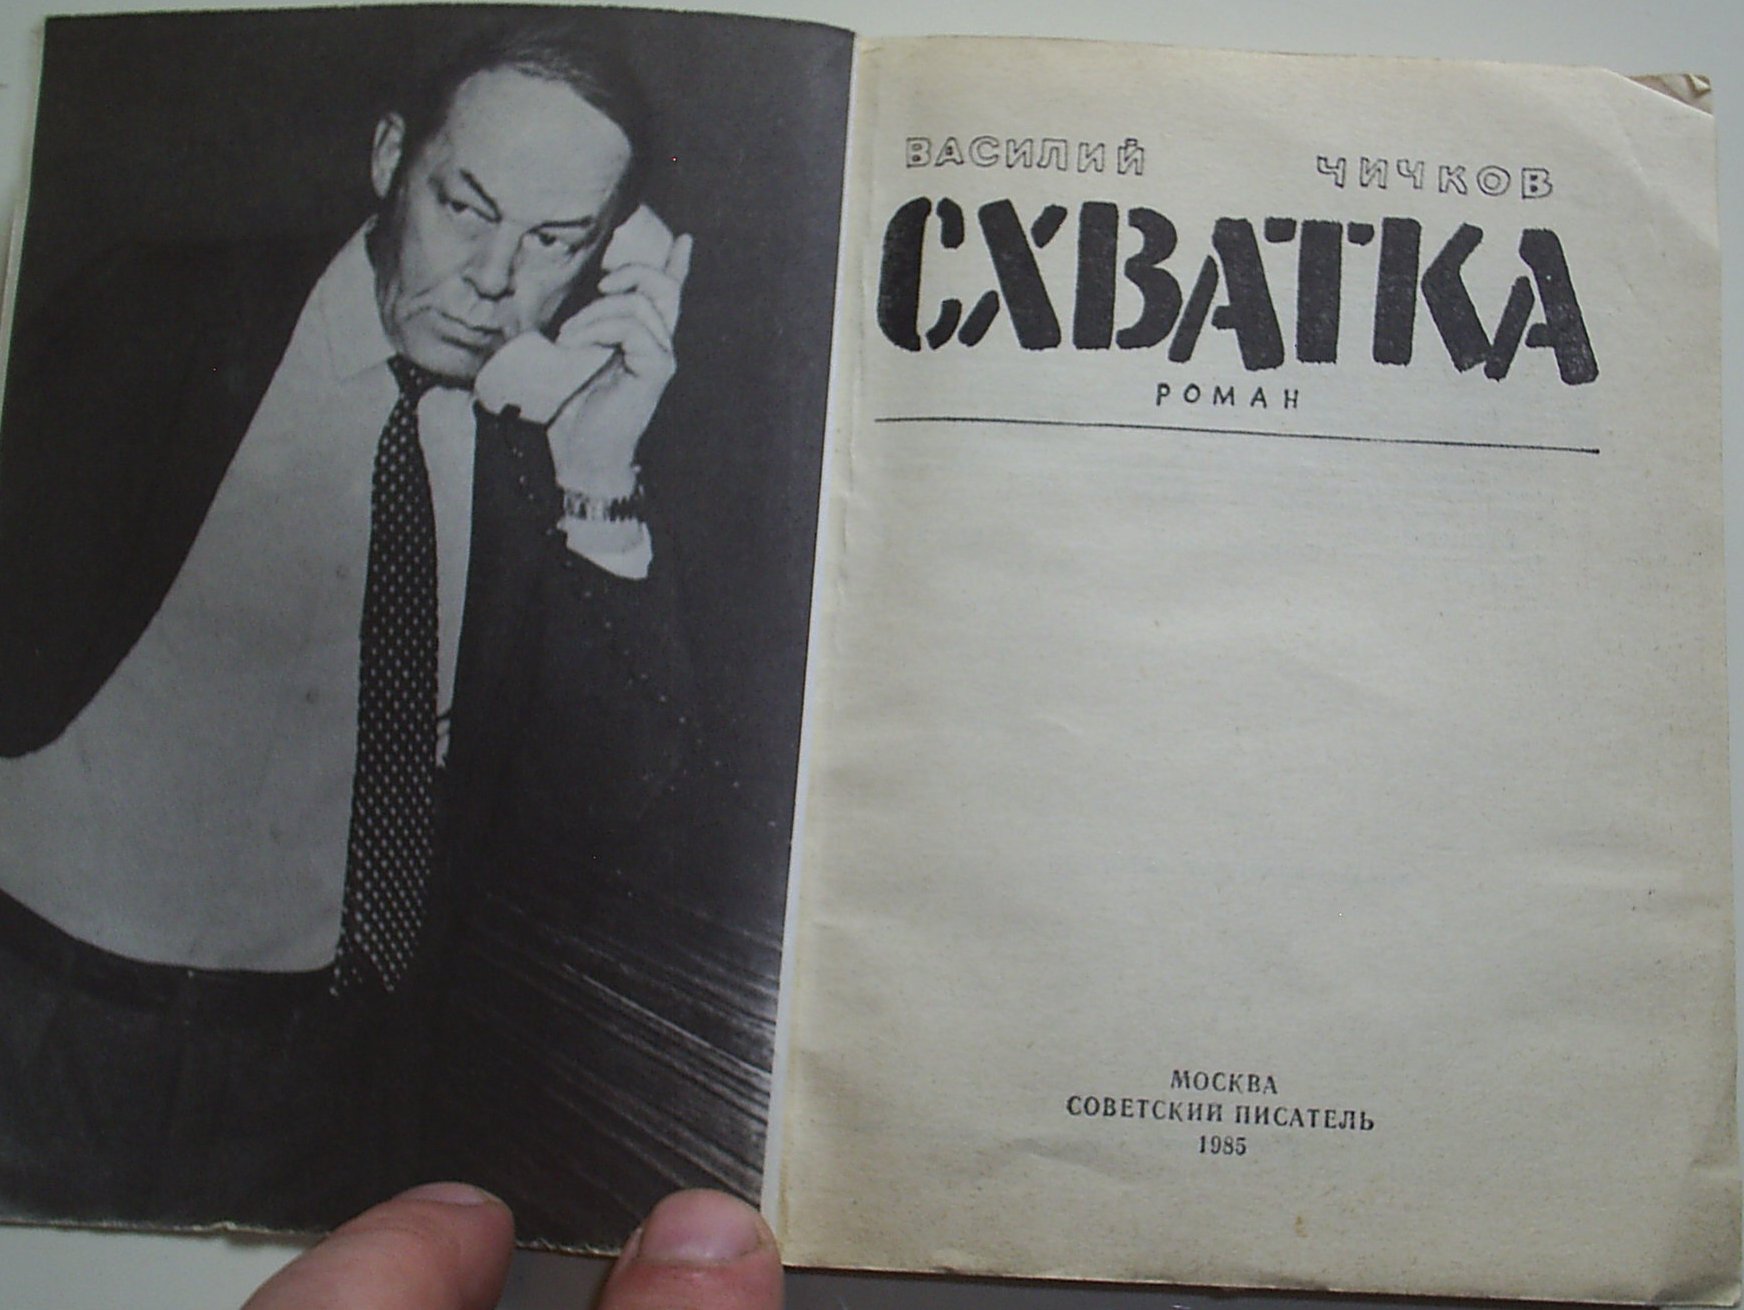 ВАСИЛИЙ ЧИЧКОВ
СХВАТКА
РОМАН
МОСКВА
СОВЕТСКИЙ ПИСАТЕЛЬ
1985